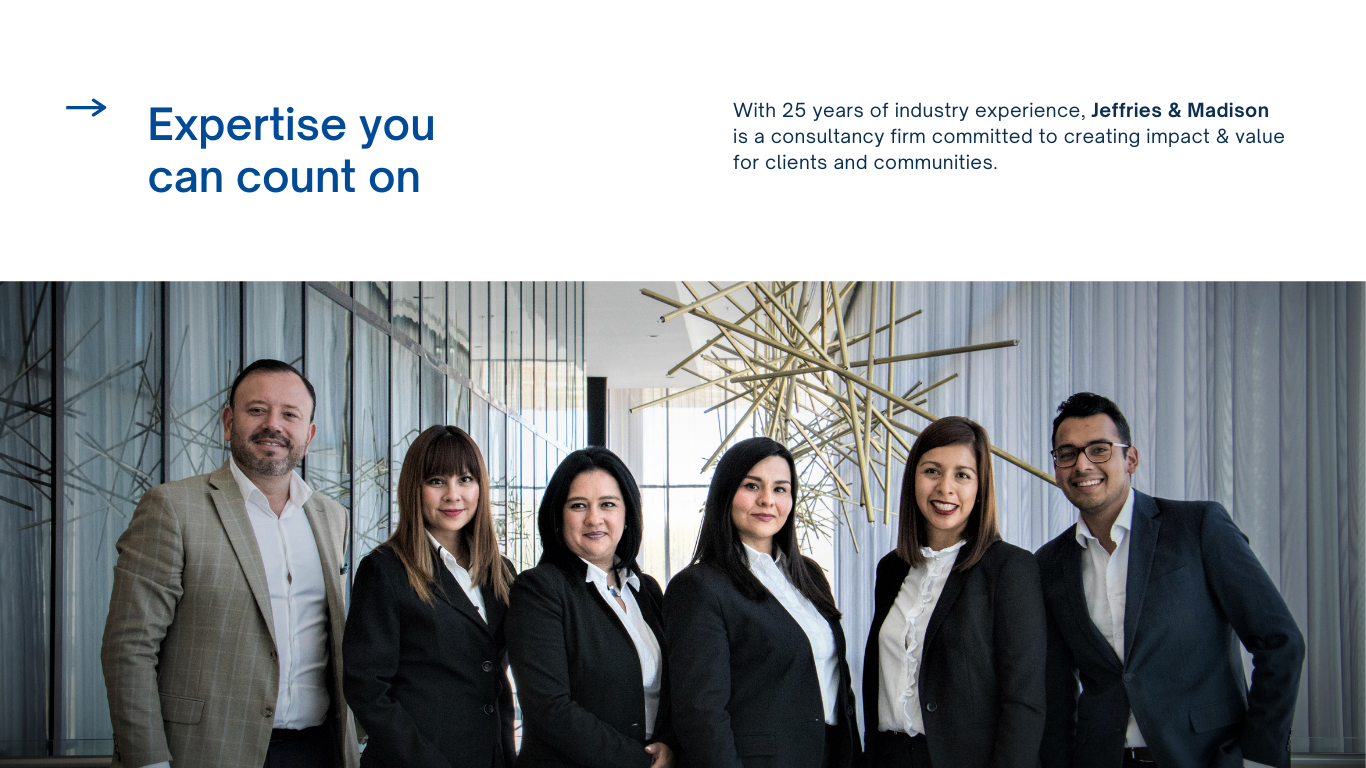 Expertise you
can count on
With 25 years of industry experience, Jeffries & Madison
is a consultancy firm committed to creating impact & value
for clients and communities.